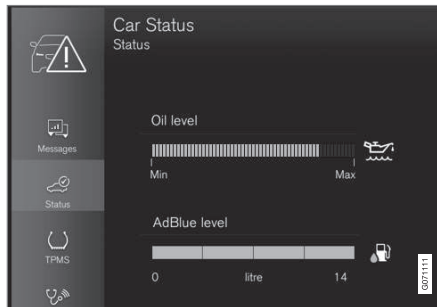 Car Status
Status
Messages
Status
TPMS
Oil level
Min Max
AdBlue level
0 litre 14
G071111